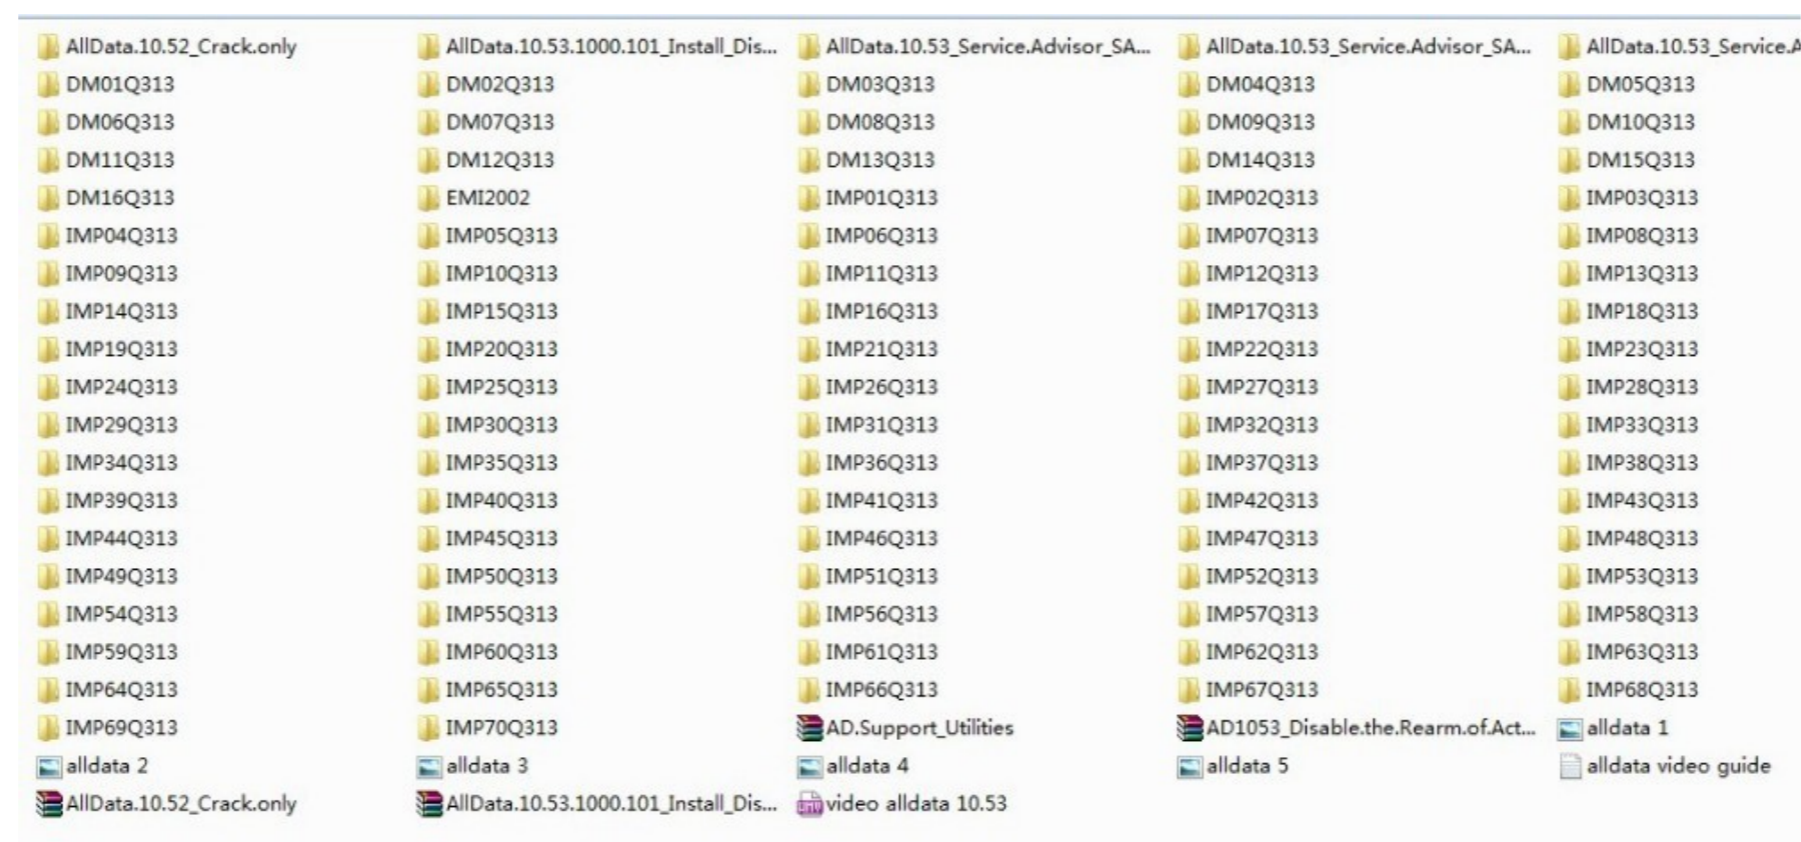 AllData.10.52_Crack.only AllData.10.53.1000.101_Install_Dis... AllData.10.53_Service.Advisor_SA... AllData.10.53_Service.Advisor_SA... AllData.10.53_Service.A
DM01Q313 DM02Q313 DM03Q313 DM04Q313 DM05Q313
DM06Q313 DM07Q313 DM08Q313 DM09Q313 DM10Q313
DM11Q313 DM12Q313 DM13Q313 DM14Q313 DM15Q313
DM16Q313 EMI2002 IMP01Q313 IMP02Q313 IMP03Q313
IMP04Q313 IMP05Q313 IMP06Q313 IMP07Q313 IMP08Q313
IMP09Q313 IMP10Q313 IMP11Q313 IMP12Q313 IMP13Q313
IMP14Q313 IMP15Q313 IMP16Q313 IMP17Q313 IMP18Q313
IMP19Q313 IMP20Q313 IMP21Q313 IMP22Q313 IMP23Q313
IMP24Q313 IMP25Q313 IMP26Q313 IMP27Q313 IMP28Q313
IMP29Q313 IMP30Q313 IMP31Q313 IMP32Q313 IMP33Q313
IMP34Q313 IMP35Q313 IMP36Q313 IMP37Q313 IMP38Q313
IMP39Q313 IMP40Q313 IMP41Q313 IMP42Q313 IMP43Q313
IMP44Q313 IMP45Q313 IMP46Q313 IMP47Q313 IMP48Q313
IMP49Q313 IMP50Q313 IMP51Q313 IMP52Q313 IMP53Q313
IMP54Q313 IMP55Q313 IMP56Q313 IMP57Q313 IMP58Q313
IMP59Q313 IMP60Q313 IMP61Q313 IMP62Q313 IMP63Q313
IMP64Q313 IMP65Q313 IMP66Q313 IMP67Q313 IMP68Q313
IMP69Q313 IMP70Q313 AD.Support_Utilities AD1053_Disable.the.Rearm.of.Act... alldata 1
alldata 2 alldata 3 alldata 4 alldata 5 alldata video guide
AllData.10.52_Crack.only AllData.10.53.1000.101_Install_Dis... video alldata 10.53